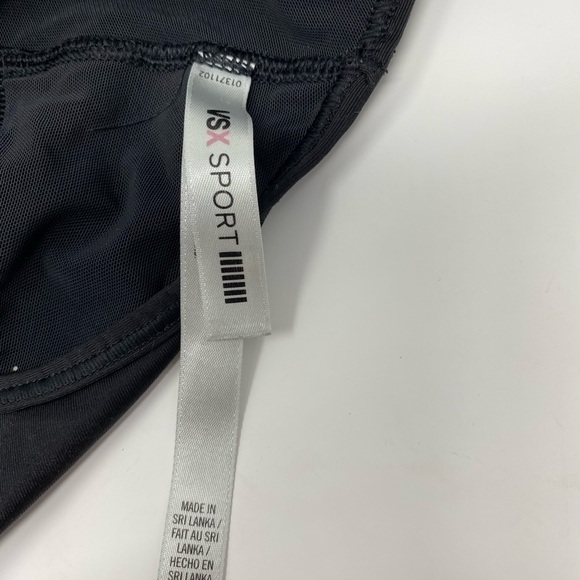 01371102
VSX SPORT
MADE IN
SRI LANKA /
FAIT AU SRI
LANKA /
HECHO EN
SRI LANKA